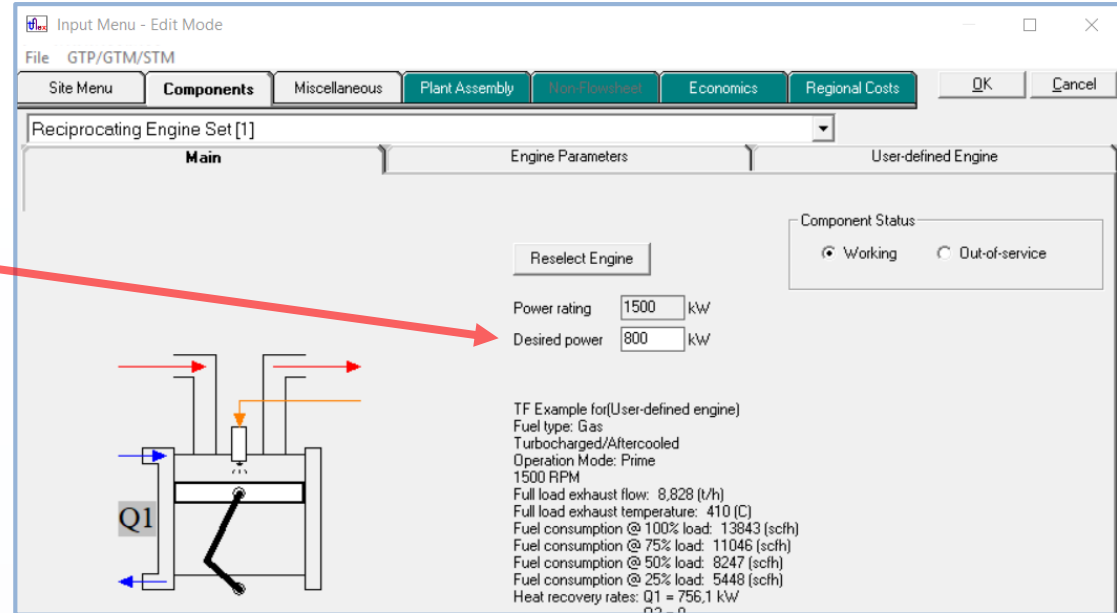 tflex Input Menu - Edit Mode
File GTP/GTM/STM
Site Menu Components Miscellaneous Plant Assembly Non-Flowsheet Economics Regional Costs OK Cancel
Reciprocating Engine Set [1]
Main Engine Parameters User-defined Engine
Component Status
Reselect Engine Working Out-of-service
Power rating 1500 kW
Desired power 800 kW
TF Example for(User-defined engine)
Fuel type: Gas
Turbocharged/Aftercooled
Operation Mode: Prime
1500 RPM
Full load exhaust flow: 8,828 (t/h)
Full load exhaust temperature: 410 (C)
Fuel consumption @ 100% load: 13843 (scfh)
Fuel consumption @ 75% load: 11046 (scfh)
Fuel consumption @ 50% load: 8247 (scfh)
Fuel consumption @ 25% load: 5448 (scfh)
Heat recovery rates: Q1 = 756,1 kW
Q1